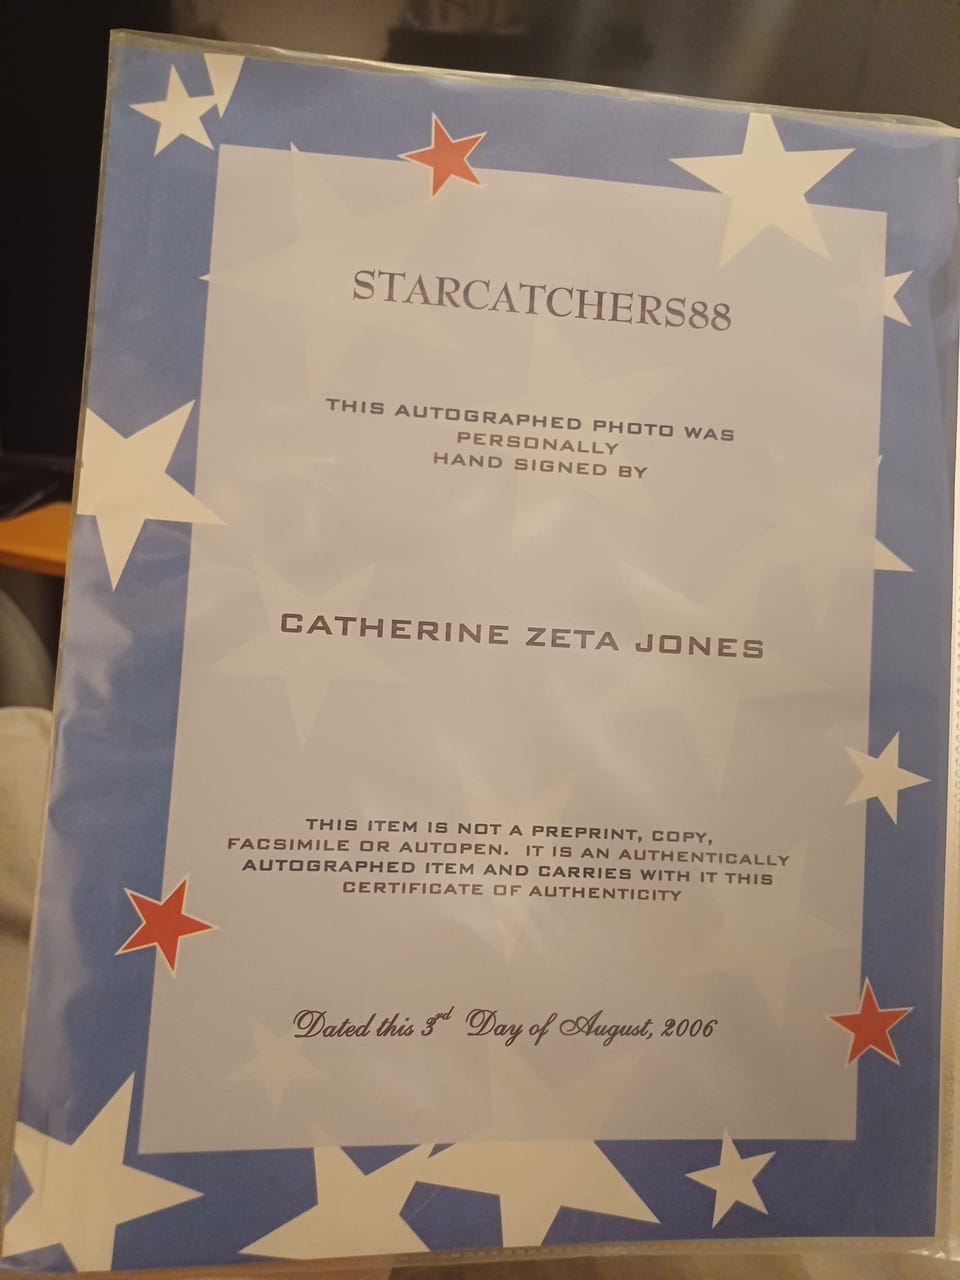 STARCATCHERS88
THIS AUTOGRAPHED PHOTO WAS
PERSONALLY
HAND SIGNED BY
CATHERINE ZETA JONES
THIS ITEM IS NOT A PREPRINT, COPY,
FACSIMILE OR AUTOPEN. IT IS AN AUTHENTICALLY
AUTOGRAPHED ITEM AND CARRIES WITH IT THIS
CERTIFICATE OF AUTHENTICITY
Dated this 3rd Day of August, 2006